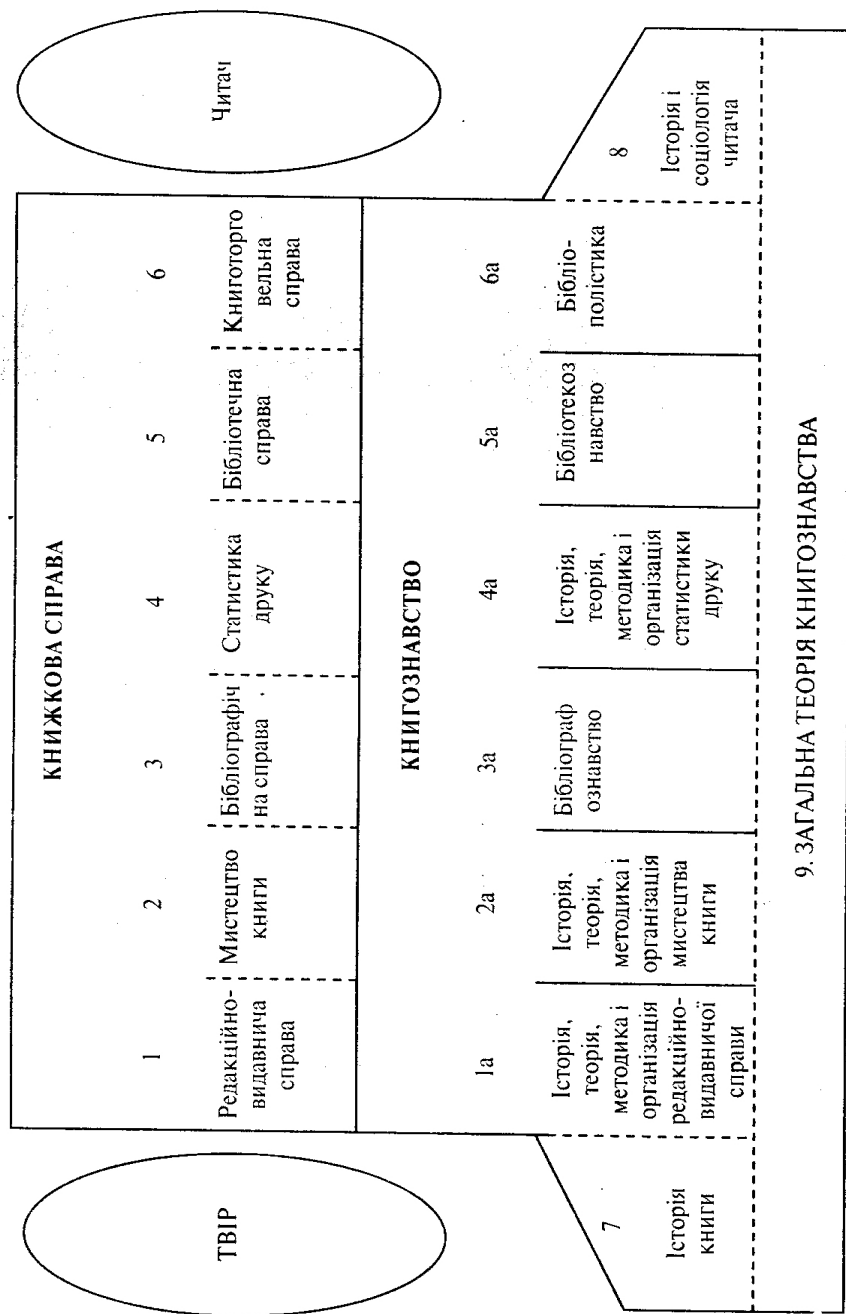 КНИЖКОВА СПРАВА
ТВІР
Читач
1
Редакційно-
видавнича
справа
2
Мистецтво
книги
3
Бібліографіч
на справа
4
Статистика
друку
5
Бібліотечна
справа
6
Книготорго
вельна
справа
КНИГОЗНАВСТВО
7
Історія
книги
1а
Історія,
теорія,
методика і
організація
редакційно-
видавничої
справи
2а
Історія,
теорія,
методика і
організація
мистецтва
книги
3а
Бібліограф
ознавство
4а
Історія,
теорія,
методика і
організація
статистики
друку
5а
Бібліотекоз
навство
6а
Бібліо-
полістика
8
Історія і
соціологія
читача
9. ЗАГАЛЬНА ТЕОРІЯ КНИГОЗНАВСТВА